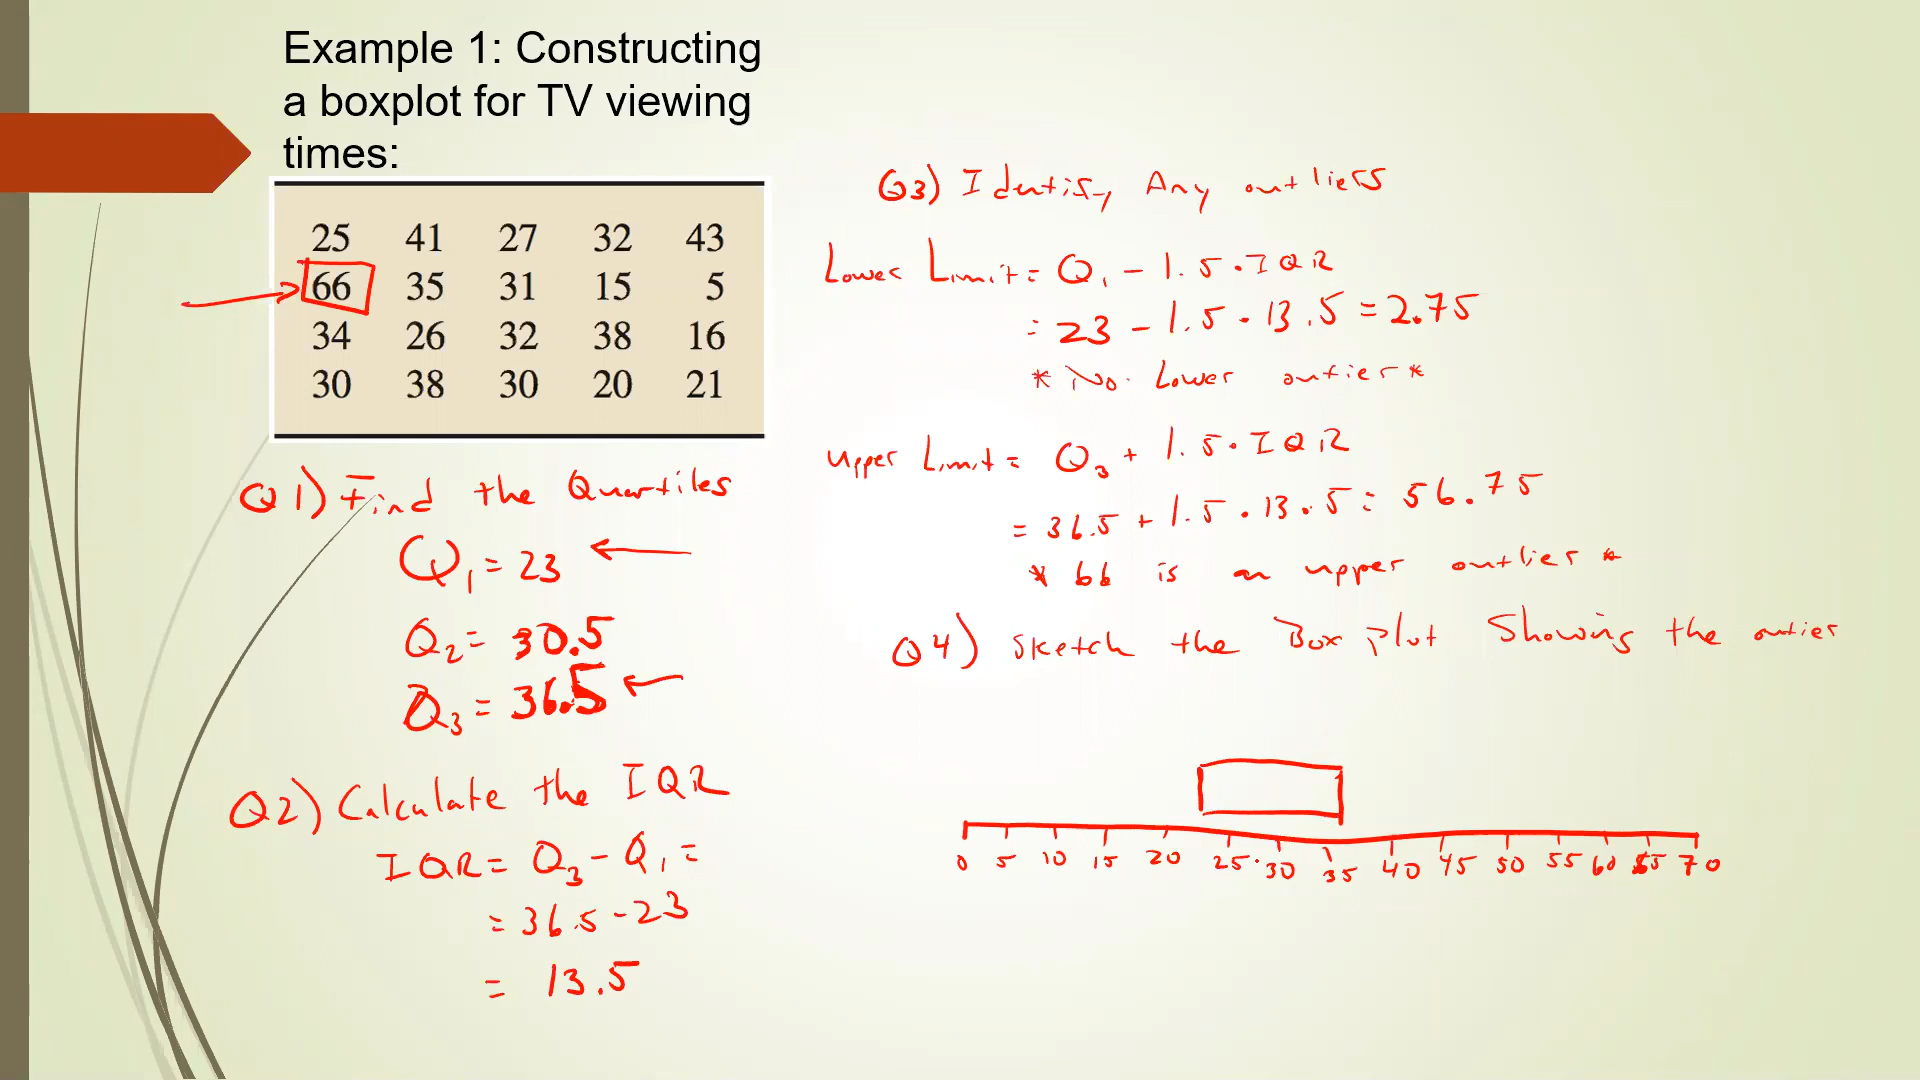 Example 1: Constructing
a boxplot for TV viewing
times:
25 41 27 32 43
66 35 31 15 5
34 26 32 38 16
30 38 30 20 21
Q1) Find the Quartiles
Q1 = 23
Q2 = 30.5
Q3 = 36.5
Q2) Calculate the IQR
IQR = Q3 - Q1 =
= 36.5 - 23
= 13.5
Q3) Identify Any outliers
Lower Limit = Q1 - 1.5 · IQR
= 23 - 1.5 · 13.5 = 2.75
* No Lower outlier *
Upper Limit = Q3 + 1.5 · IQR
= 36.5 + 1.5 · 13.5 = 56.75
* 66 is an upper outlier *
Q4) Sketch the Box plot Showing the outlier
0 5 10 15 20 25 30 35 40 45 50 55 60 65 70